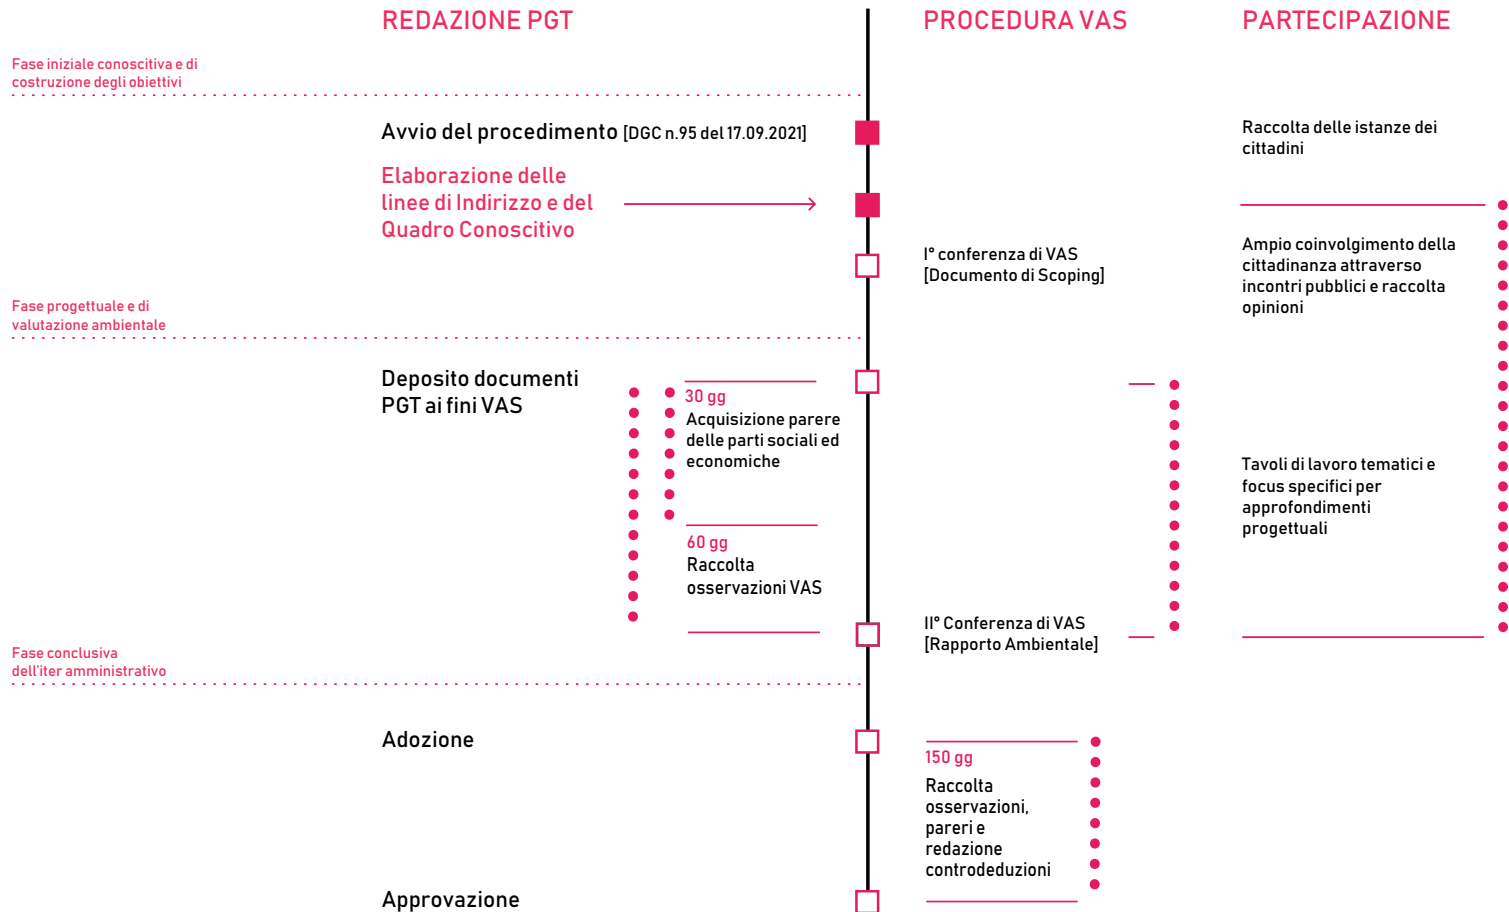 REDAZIONE PGT
PROCEDURA VAS
PARTECIPAZIONE
Fase iniziale conoscitiva e di
costruzione degli obiettivi
Avvio del procedimento [DGC n.95 del 17.09.2021]
Raccolta delle istanze dei
cittadini
Elaborazione delle
linee di Indirizzo e del
Quadro Conoscitivo
I° conferenza di VAS
[Documento di Scoping]
Ampio coinvolgimento della
cittadinanza attraverso
incontri pubblici e raccolta
opinioni
Fase progettuale e di
valutazione ambientale
Deposito documenti
PGT ai fini VAS
30 gg
Acquisizione parere
delle parti sociali ed
economiche
Tavoli di lavoro tematici e
focus specifici per
approfondimenti
progettuali
60 gg
Raccolta
osservazioni VAS
II° Conferenza di VAS
[Rapporto Ambientale]
Fase conclusiva
dell'iter amministrativo
Adozione
150 gg
Raccolta
osservazioni,
pareri e
redazione
controdeduzioni
Approvazione